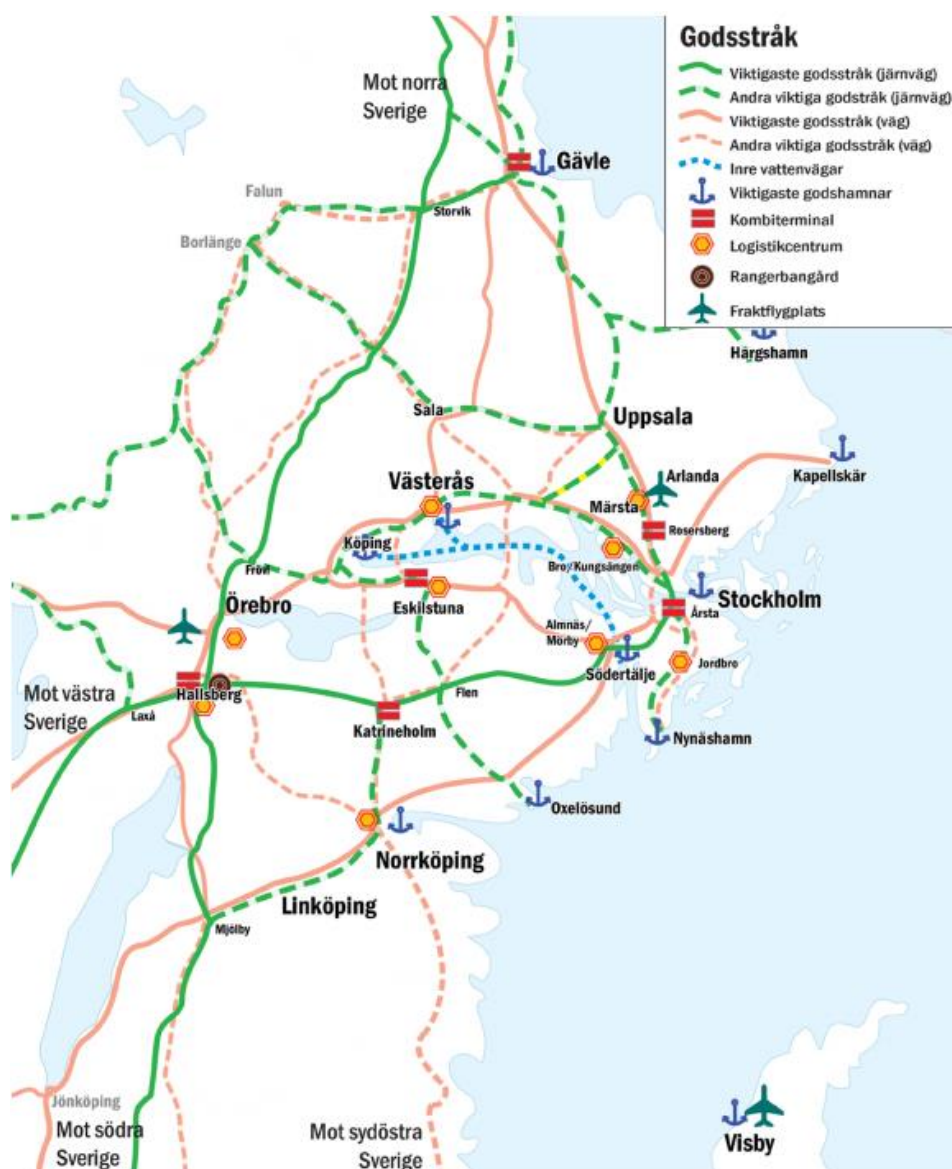 Godsstråk
Viktigaste godsstråk (järnväg)
Andra viktiga godstråk (järnväg)
Viktigaste godsstråk (väg)
Andra viktiga godsstråk (väg)
Inre vattenvägar
Viktigaste godshamnar
Kombiterminal
Logistikcentrum
Rangerbangård
Fraktflygplats
Mot norra
Sverige
Gävle
Falun
Storvik
Borlänge
Hargshamn
Sala
Uppsala
Arlanda
Kapellskär
Västerås
Märsta
Rosersberg
Köping
Bro/Kungsängen
Frövi
Örebro
Eskilstuna
Stockholm
Årsta
Almnäs/
Mörby
Södertälje
Jordbro
Mot västra
Sverige
Hallsberg
Flen
Laxå
Katrineholm
Nynäshamn
Oxelösund
Norrköping
Linköping
Mjölby
Jönköping
Mot södra
Sverige
Mot sydöstra
Sverige
Visby